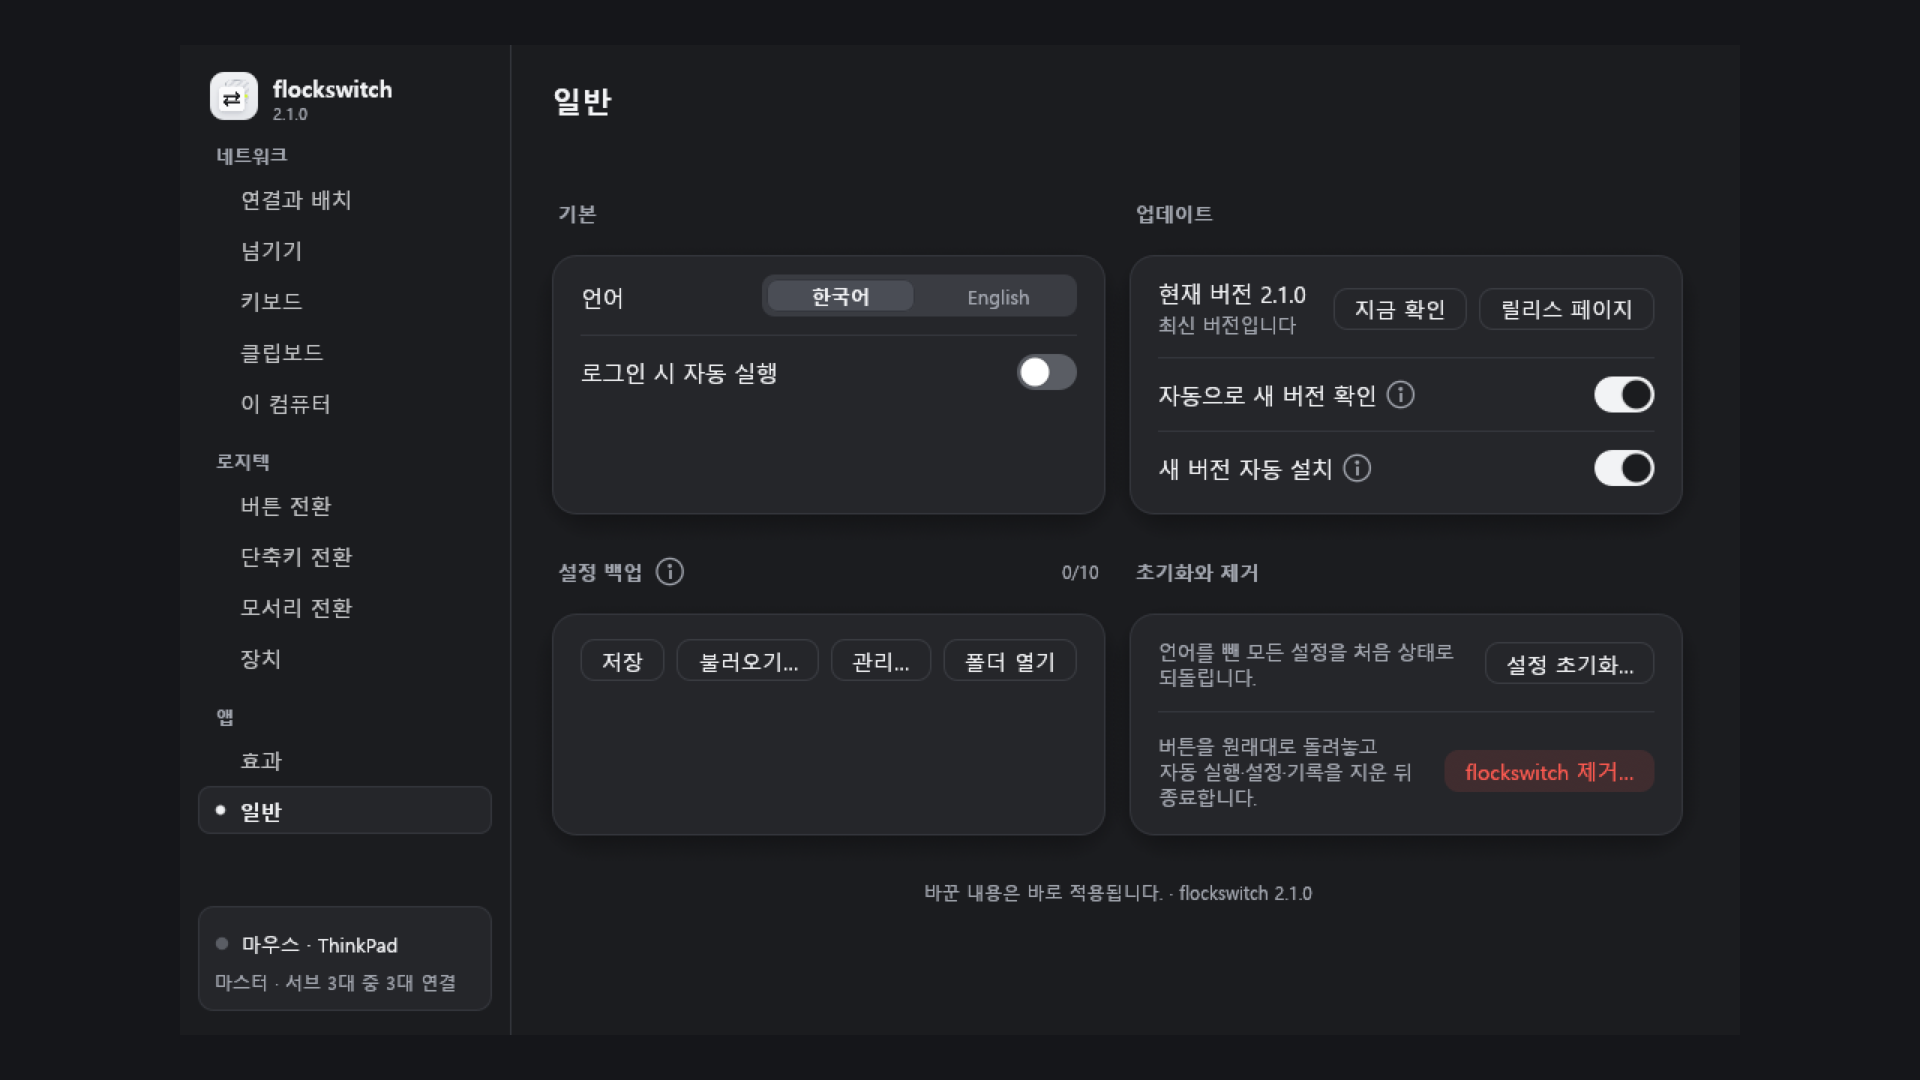 flockswitch
2.1.0
네트워크
연결과 배치
넘기기
키보드
클립보드
이 컴퓨터
로지텍
버튼 전환
단축키 전환
모서리 전환
장치
앱
효과
일반
마우스 · ThinkPad
마스터 · 서브 3대 중 3대 연결
일반
기본
언어
한국어
English
로그인 시 자동 실행
업데이트
현재 버전 2.1.0
최신 버전입니다
지금 확인
릴리스 페이지
자동으로 새 버전 확인
새 버전 자동 설치
설정 백업
0/10
저장
불러오기...
관리...
폴더 열기
초기화와 제거
언어를 뺀 모든 설정을 처음 상태로
되돌립니다.
설정 초기화...
버튼을 원래대로 돌려놓고
자동 실행·설정·기록을 지운 뒤
종료합니다.
flockswitch 제거...
바꾼 내용은 바로 적용됩니다. · flockswitch 2.1.0